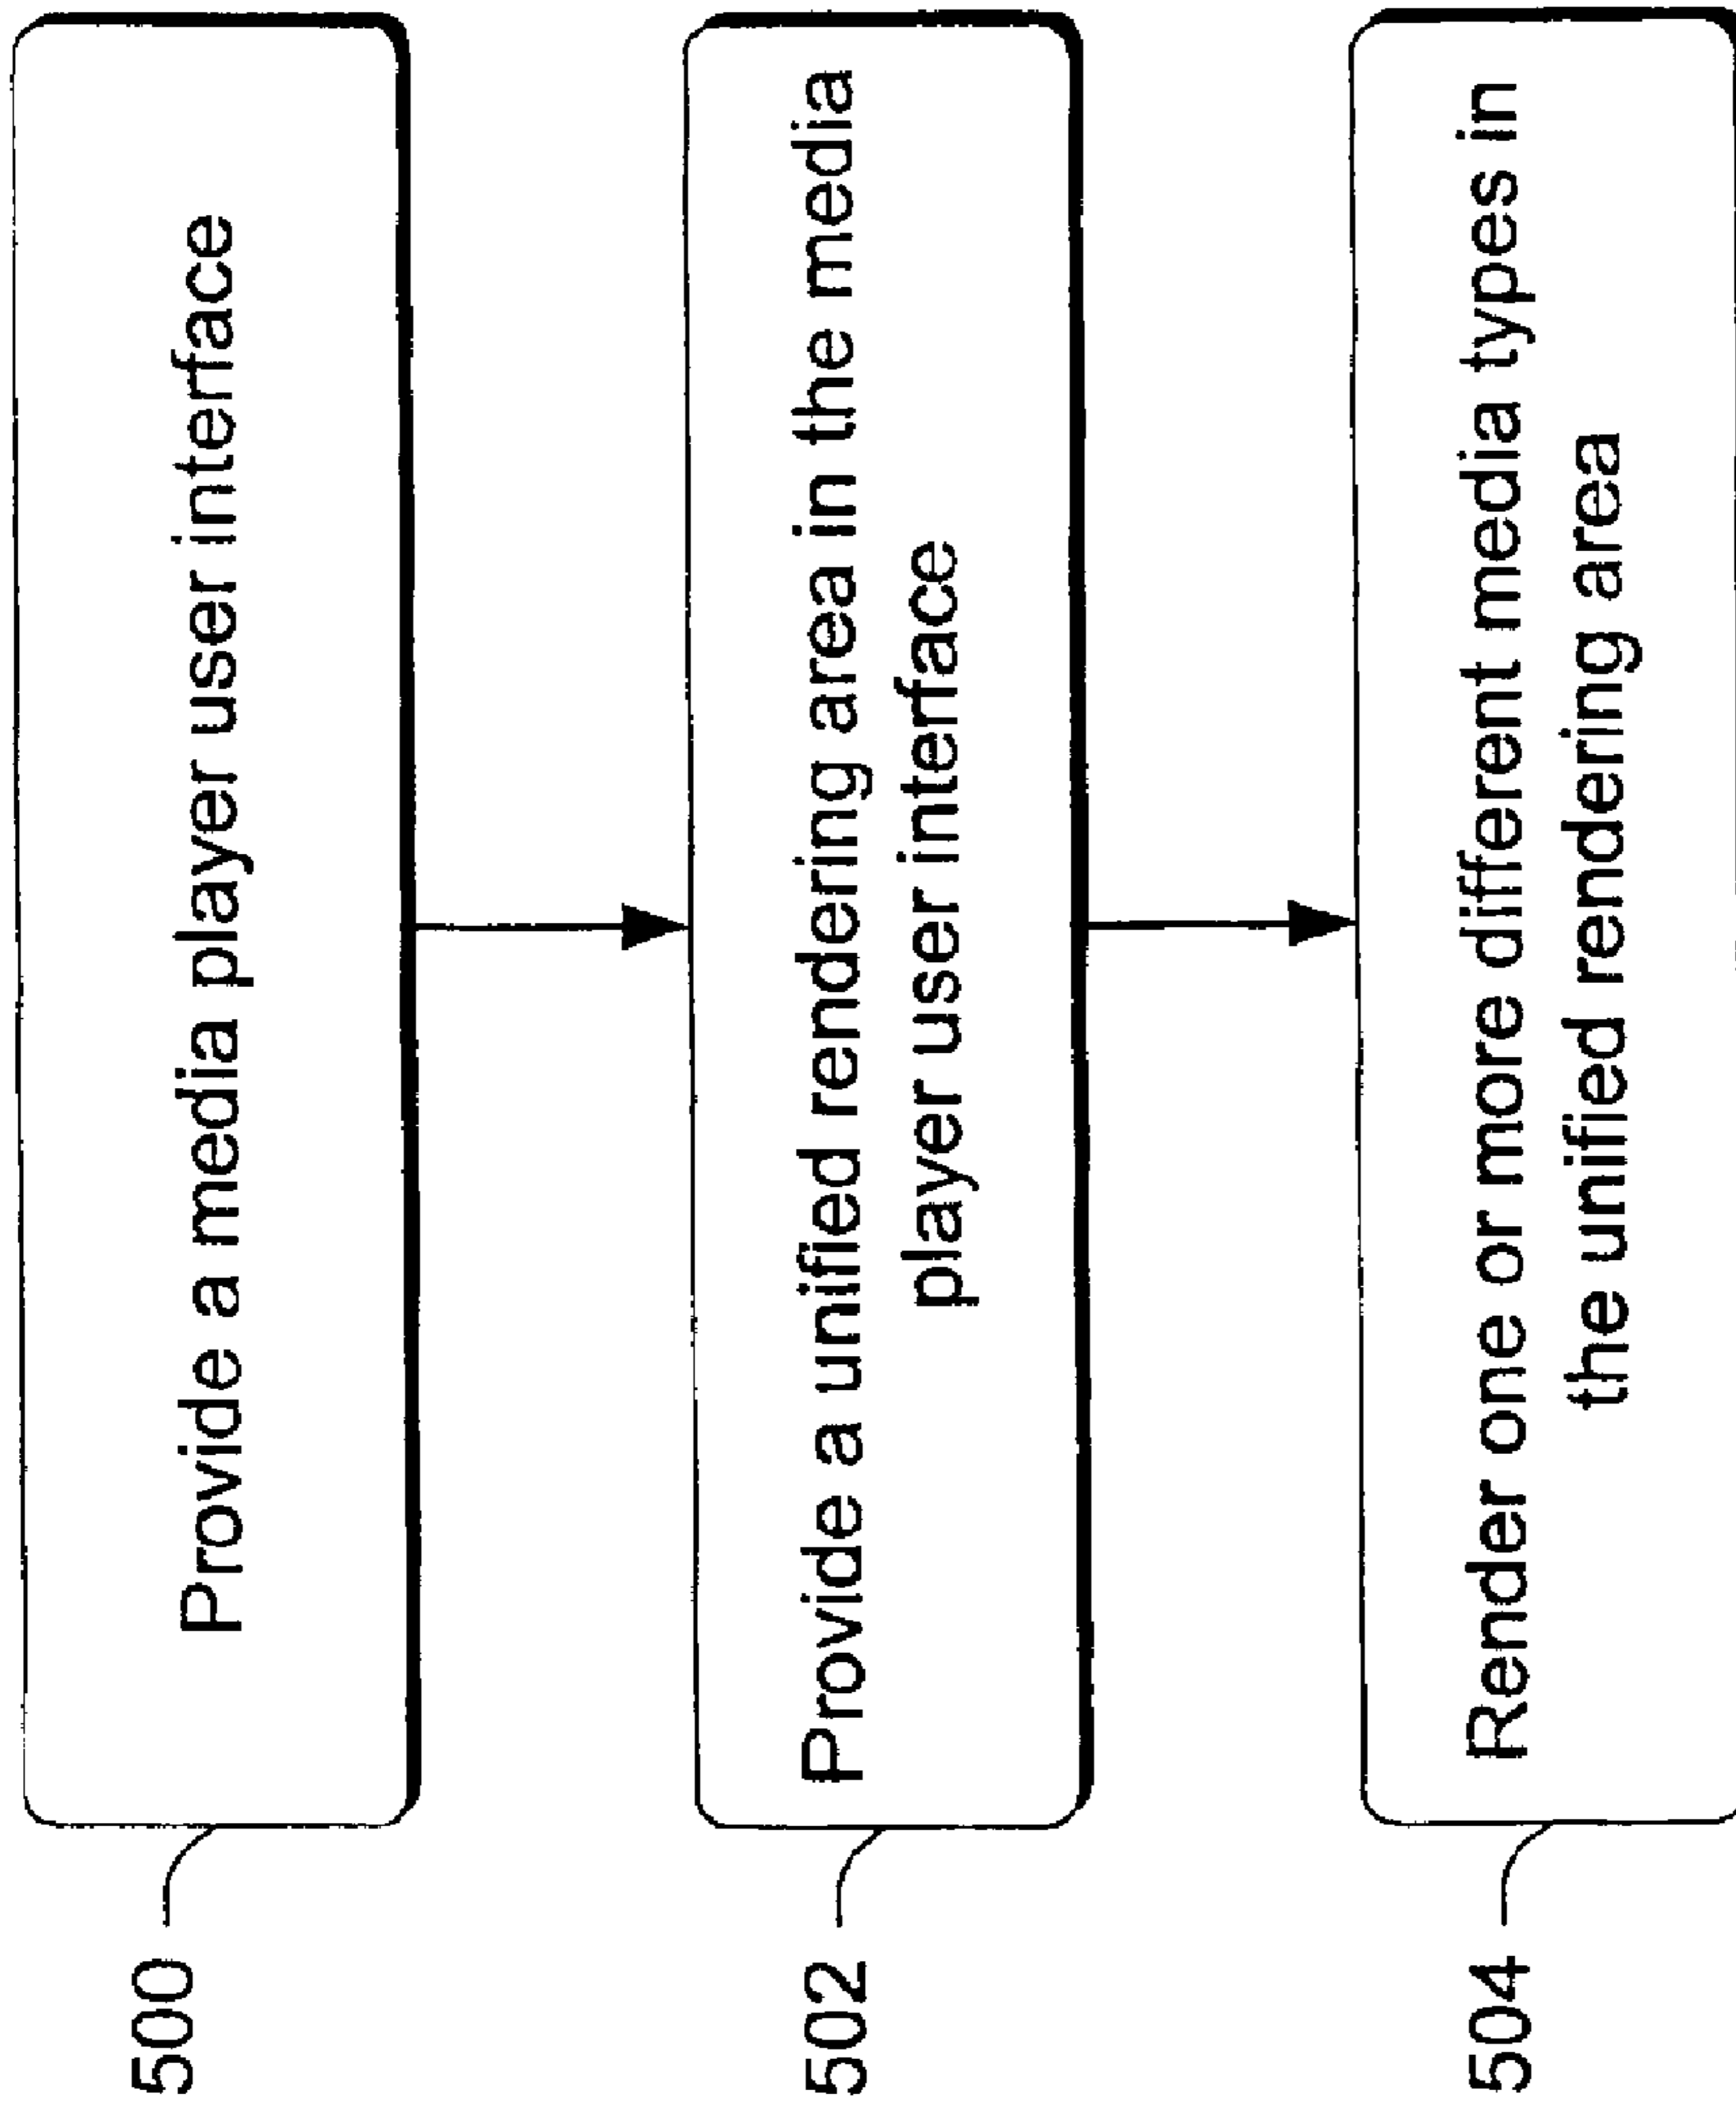 500
Provide a media player user interface
502
Provide a unified rendering area in the media
player user interface
504
Render one or more different media types in
the unified rendering area